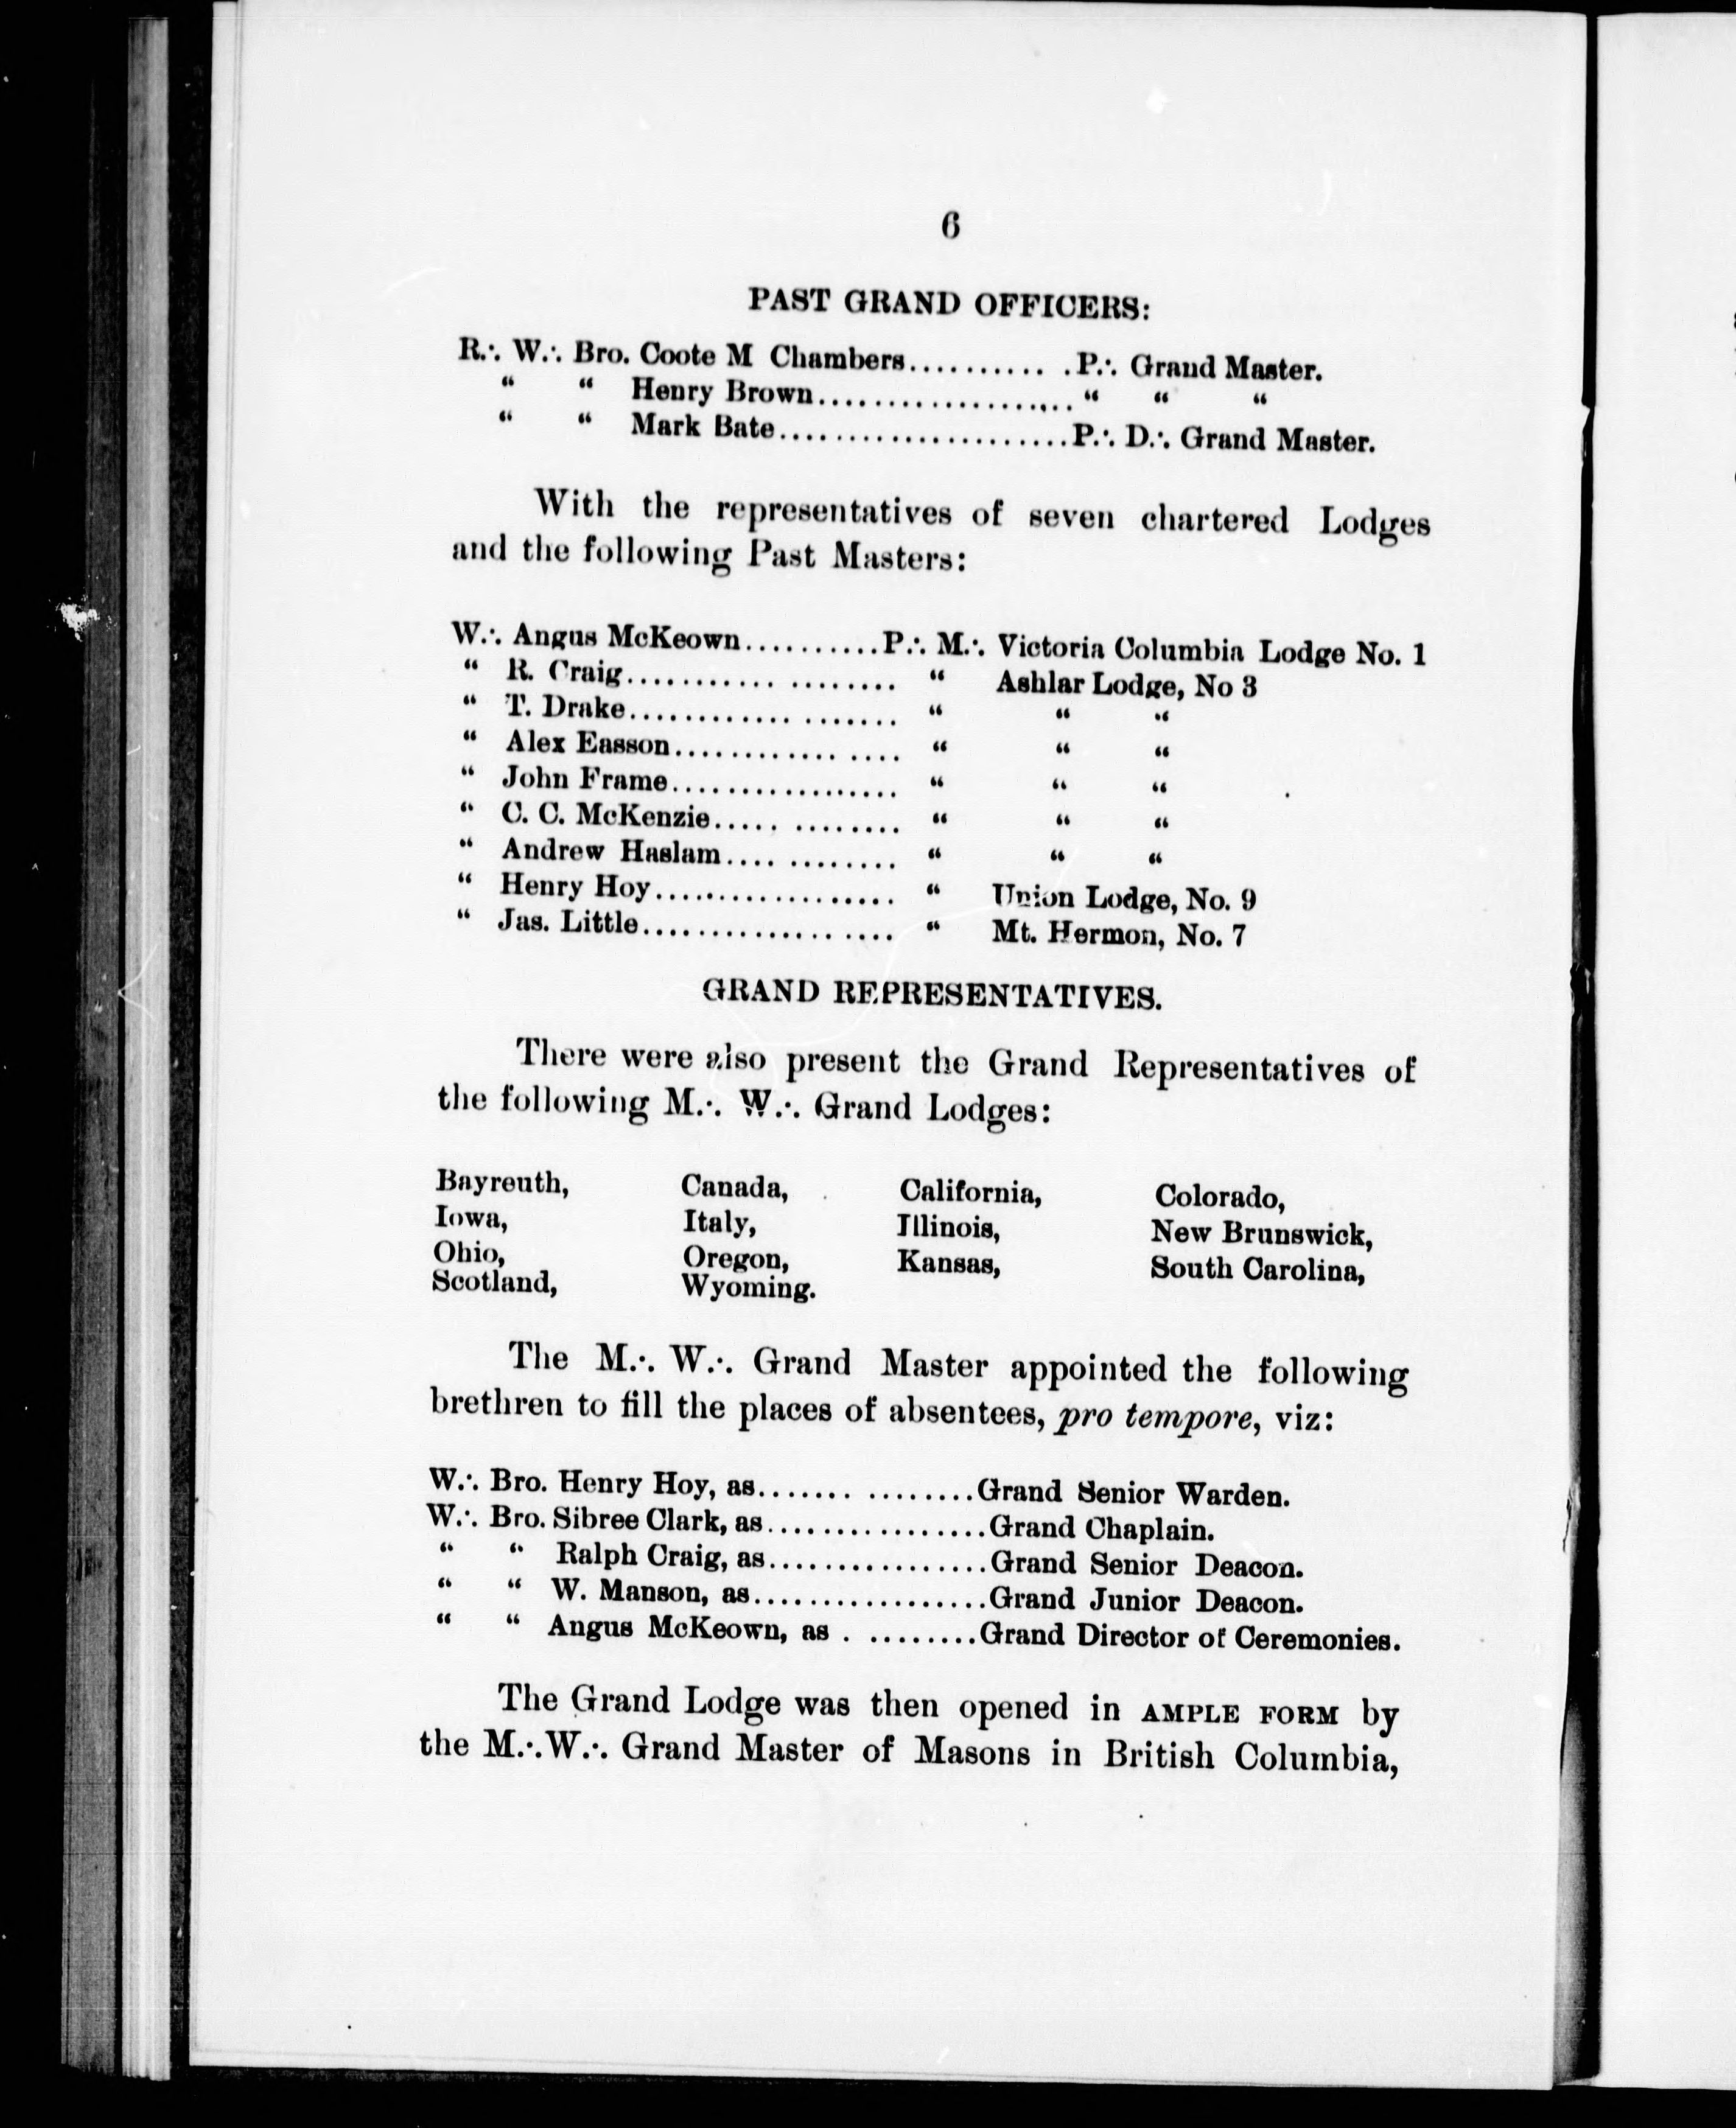 6
PAST GRAND OFFICERS:
R.∴ W.∴ Bro. Coote M Chambers........... .P.∴ Grand Master.
“ “ Henry Brown......................“ “ “
“ “ Mark Bate......................P.∴ D.∴ Grand Master.
With the representatives of seven chartered Lodges
and the following Past Masters:
W.∴ Angus McKeown..........P.∴ M.∴ Victoria Columbia Lodge No. 1
“ R. Craig........... ........ “ Ashlar Lodge, No 3
“ T. Drake............ ....... “ “ “
“ Alex Easson............ .... “ “ “
“ John Frame.................. “ “ “
“ C. C. McKenzie..... ........ “ “ “
“ Andrew Haslam.... ........ “ “ “
“ Henry Hoy................... “ Union Lodge, No. 9
“ Jas. Little.............. .... “ Mt. Hermon, No. 7
GRAND REPRESENTATIVES.
There were also present the Grand Representatives of
the following M.∴ W.∴ Grand Lodges:
Bayreuth, Canada, California, Colorado,
Iowa, Italy, Illinois, New Brunswick,
Ohio, Oregon, Kansas, South Carolina,
Scotland, Wyoming.
The M.∴ W.∴ Grand Master appointed the following
brethren to fill the places of absentees, pro tempore, viz:
W.∴ Bro. Henry Hoy, as....... ........Grand Senior Warden.
W.∴ Bro. Sibree Clark, as................Grand Chaplain.
“ “ Ralph Craig, as................Grand Senior Deacon.
“ “ W. Manson, as.................Grand Junior Deacon.
“ “ Angus McKeown, as . ........Grand Director of Ceremonies.
The Grand Lodge was then opened in AMPLE FORM by
the M.∴W.∴ Grand Master of Masons in British Columbia,